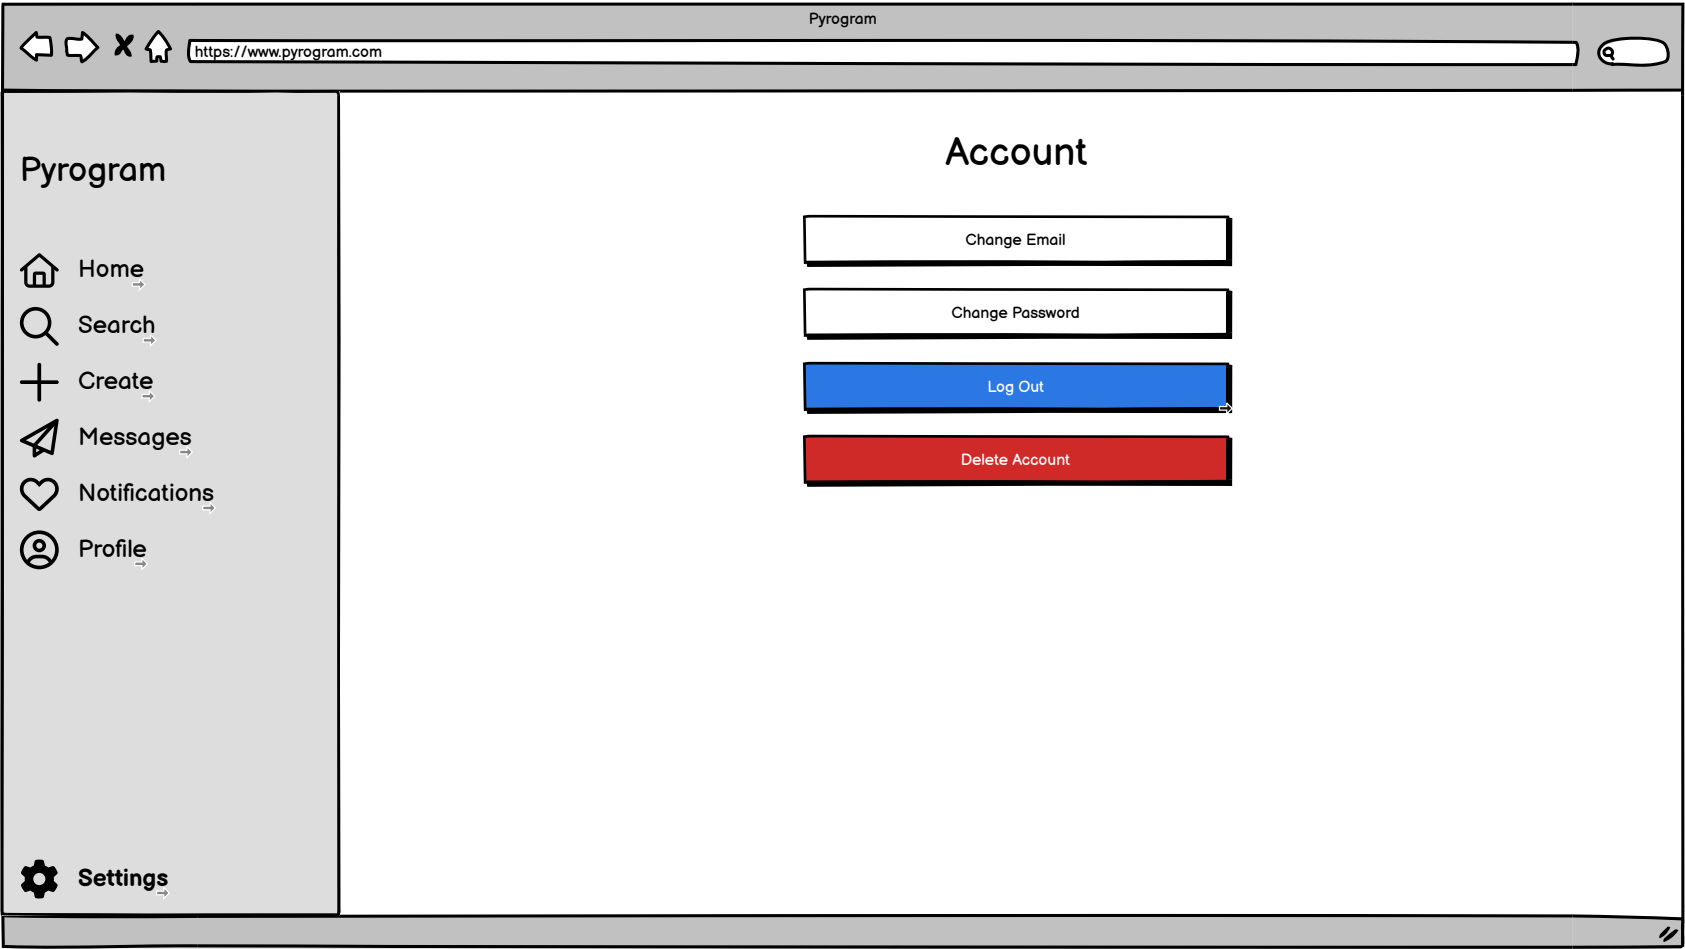 Pyrogram
https://www.pyrogram.com
Pyrogram
Home
Search
Create
Messages
Notifications
Profile
Settings
Account
Change Email
Change Password
Log Out
Delete Account